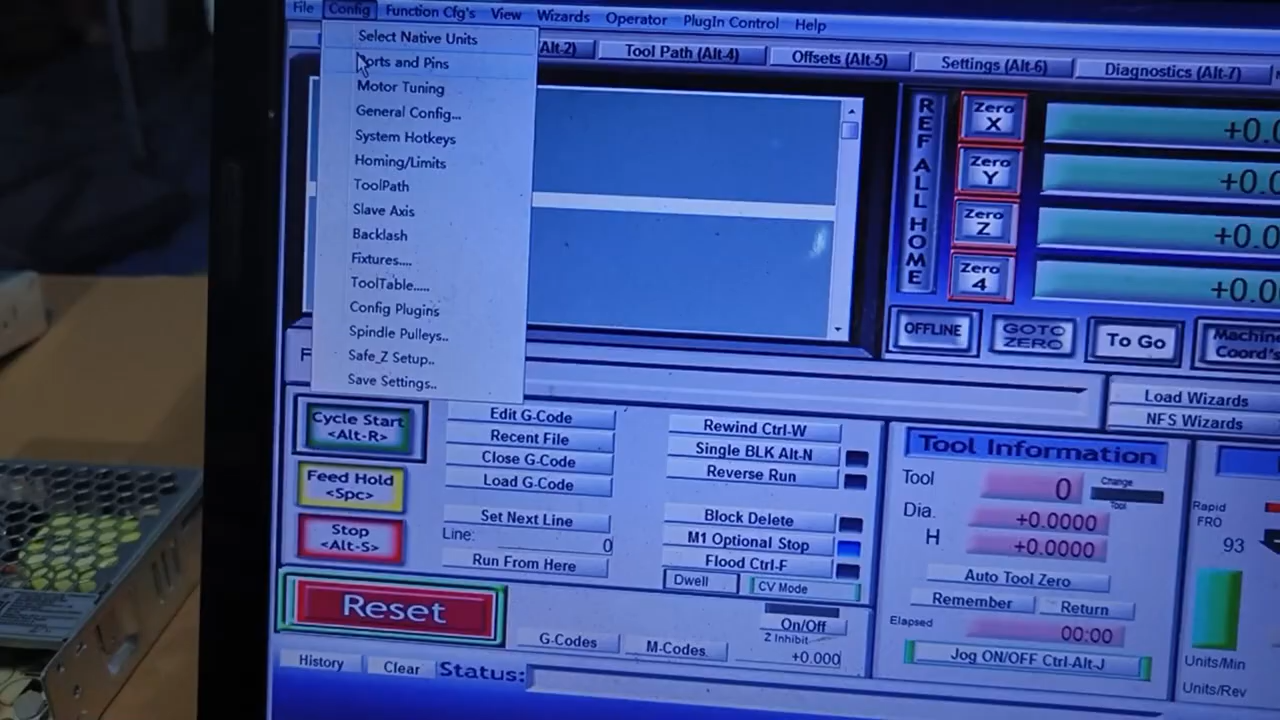 File Config Function Cfg's View Wizards Operator PlugIn Control Help
Select Native Units
Ports and Pins
Motor Tuning
General Config...
System Hotkeys
Homing/Limits
ToolPath
Slave Axis
Backlash
Fixtures....
ToolTable.....
Config Plugins
Spindle Pulleys..
Safe_Z Setup..
Save Settings..
Alt-2) Tool Path (Alt-4) Offsets (Alt-5) Settings (Alt-6) Diagnostics (Alt-7)
REF ALL HOME
Zero X +0.0
Zero Y +0.0
Zero Z +0.0
Zero 4 +0.0
OFFLINE GOTO ZERO To Go Machine Coord's
F
Load Wizards
NFS Wizards
Cycle Start <Alt-R>
Feed Hold <Spc>
Stop <Alt-S>
Reset
Edit G-Code
Recent File
Close G-Code
Load G-Code
Set Next Line
Line: 0
Run From Here
Rewind Ctrl-W
Single BLK Alt-N
Reverse Run
Block Delete
M1 Optional Stop
Flood Ctrl-F
Dwell CV Mode
On/Off
Z Inhibit
+0.000
G-Codes M-Codes
Tool Information
Tool 0 Change Tool
Dia. +0.0000
H +0.0000
Auto Tool Zero
Remember Return
Elapsed 00:00
Jog ON/OFF Ctrl-Alt-J
Rapid
FRO
93
Units/Min
Units/Rev
History Clear Status: